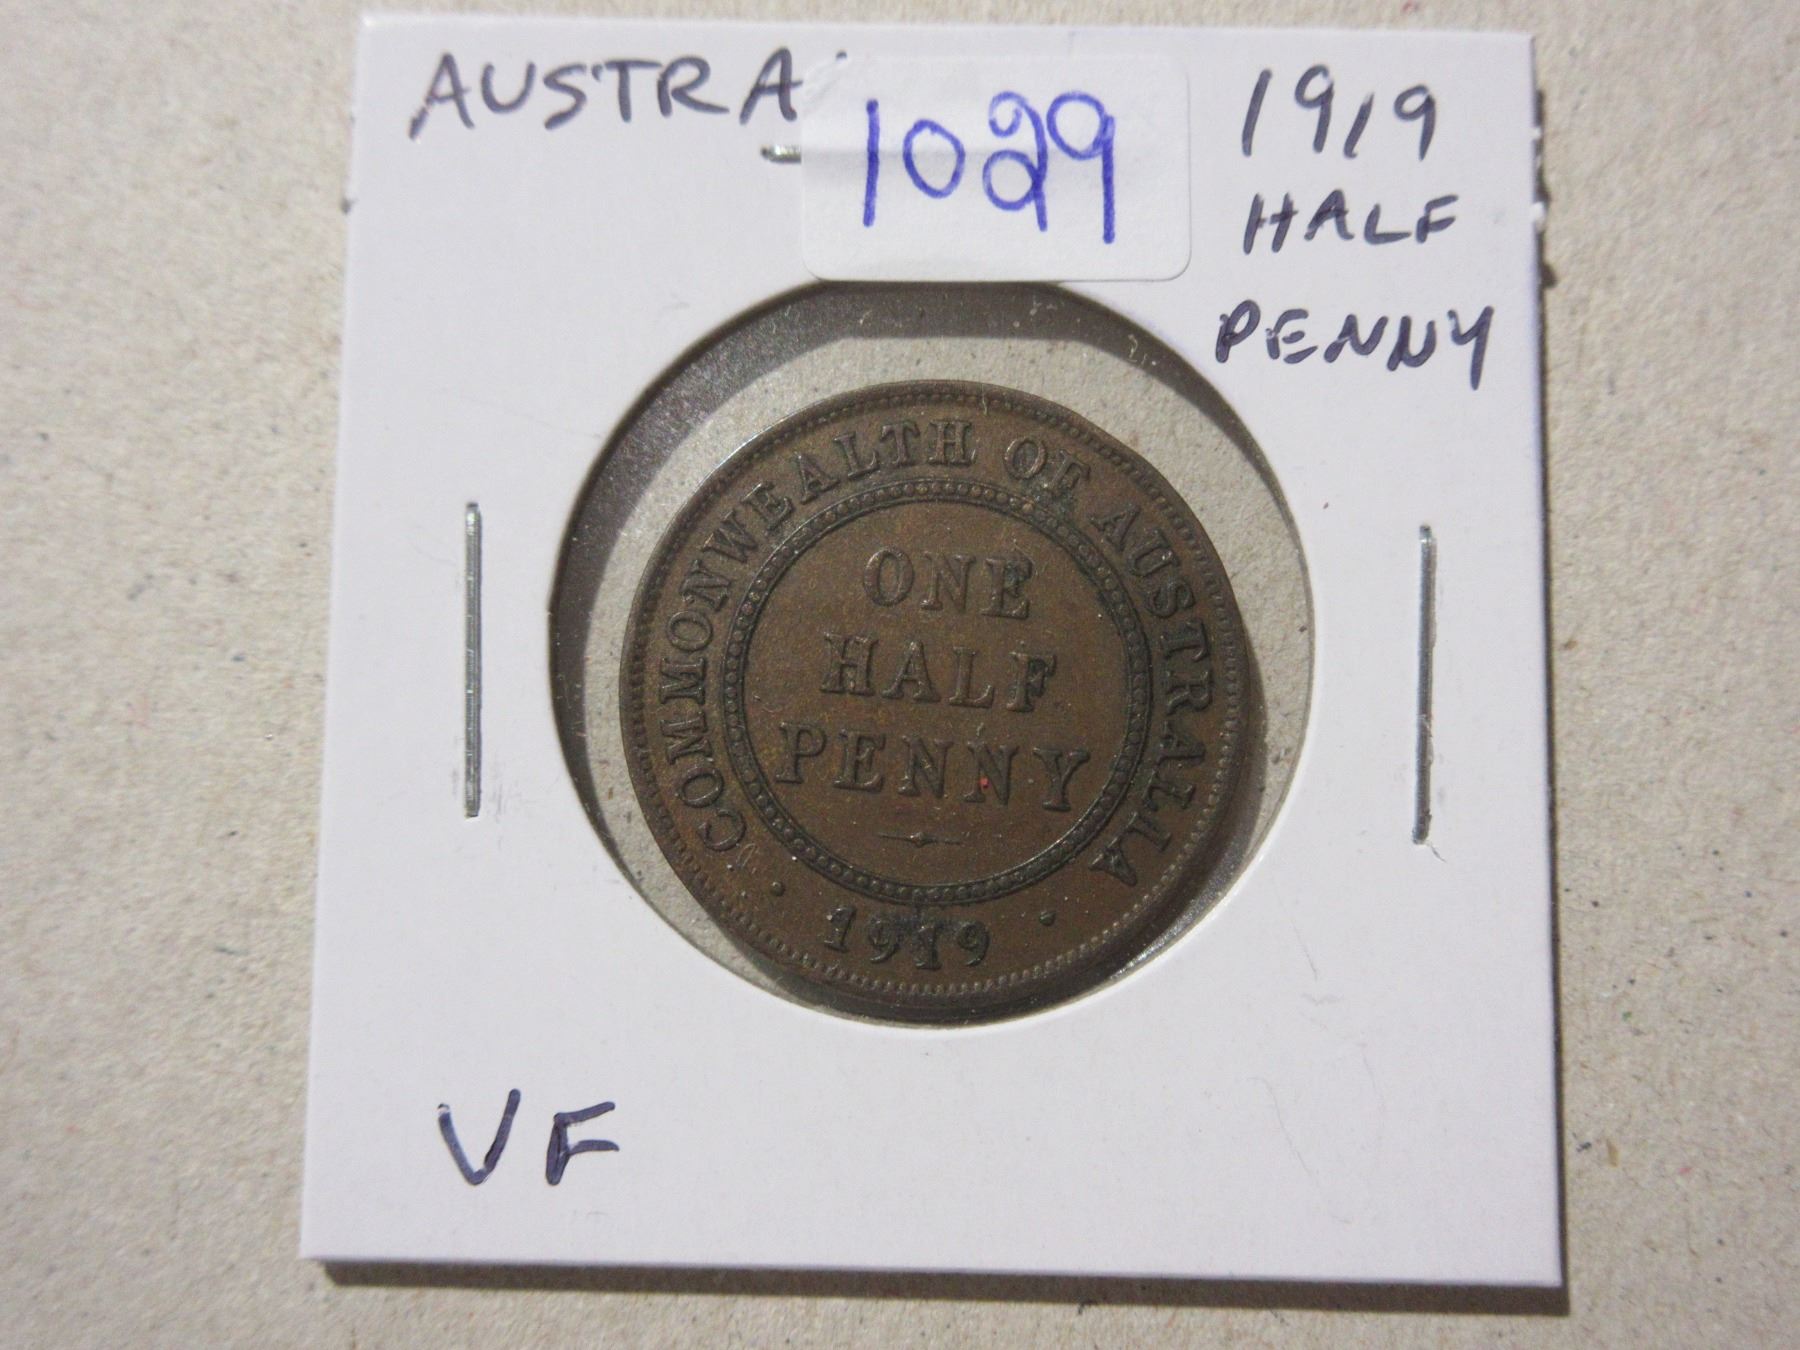 AUSTRA
1029
1919
HALF
PENNY
COMMONWEALTH OF AUSTRALIA
ONE
HALF
PENNY
1919
VF